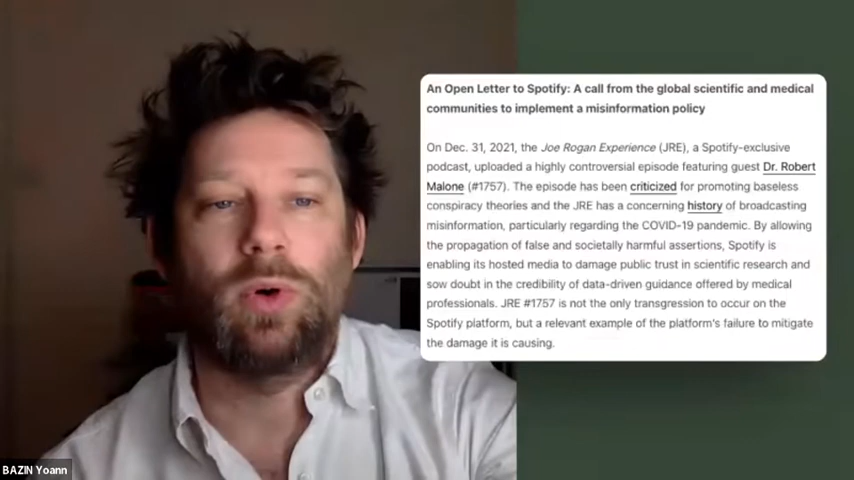 An Open Letter to Spotify: A call from the global scientific and medical
communities to implement a misinformation policy
On Dec. 31, 2021, the Joe Rogan Experience (JRE), a Spotify-exclusive
podcast, uploaded a highly controversial episode featuring guest Dr. Robert
Malone (#1757). The episode has been criticized for promoting baseless
conspiracy theories and the JRE has a concerning history of broadcasting
misinformation, particularly regarding the COVID-19 pandemic. By allowing
the propagation of false and societally harmful assertions, Spotify is
enabling its hosted media to damage public trust in scientific research and
sow doubt in the credibility of data-driven guidance offered by medical
professionals. JRE #1757 is not the only transgression to occur on the
Spotify platform, but a relevant example of the platform's failure to mitigate
the damage it is causing.
BAZIN Yoann